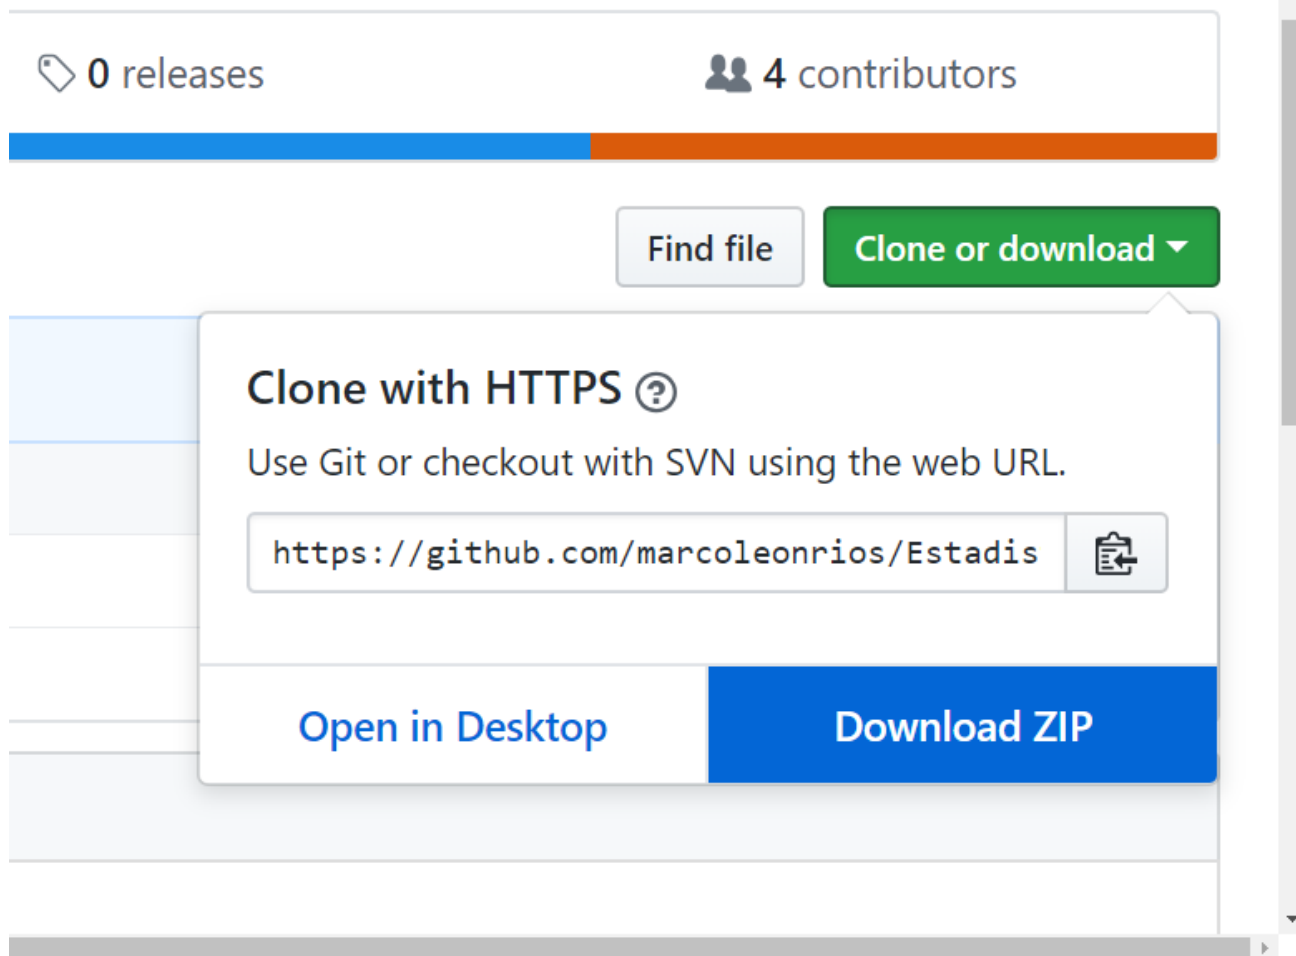 0 releases
4 contributors
Find file
Clone or download
Clone with HTTPS ?
Use Git or checkout with SVN using the web URL.
https://github.com/marcoleonrios/Estadis
Open in Desktop
Download ZIP